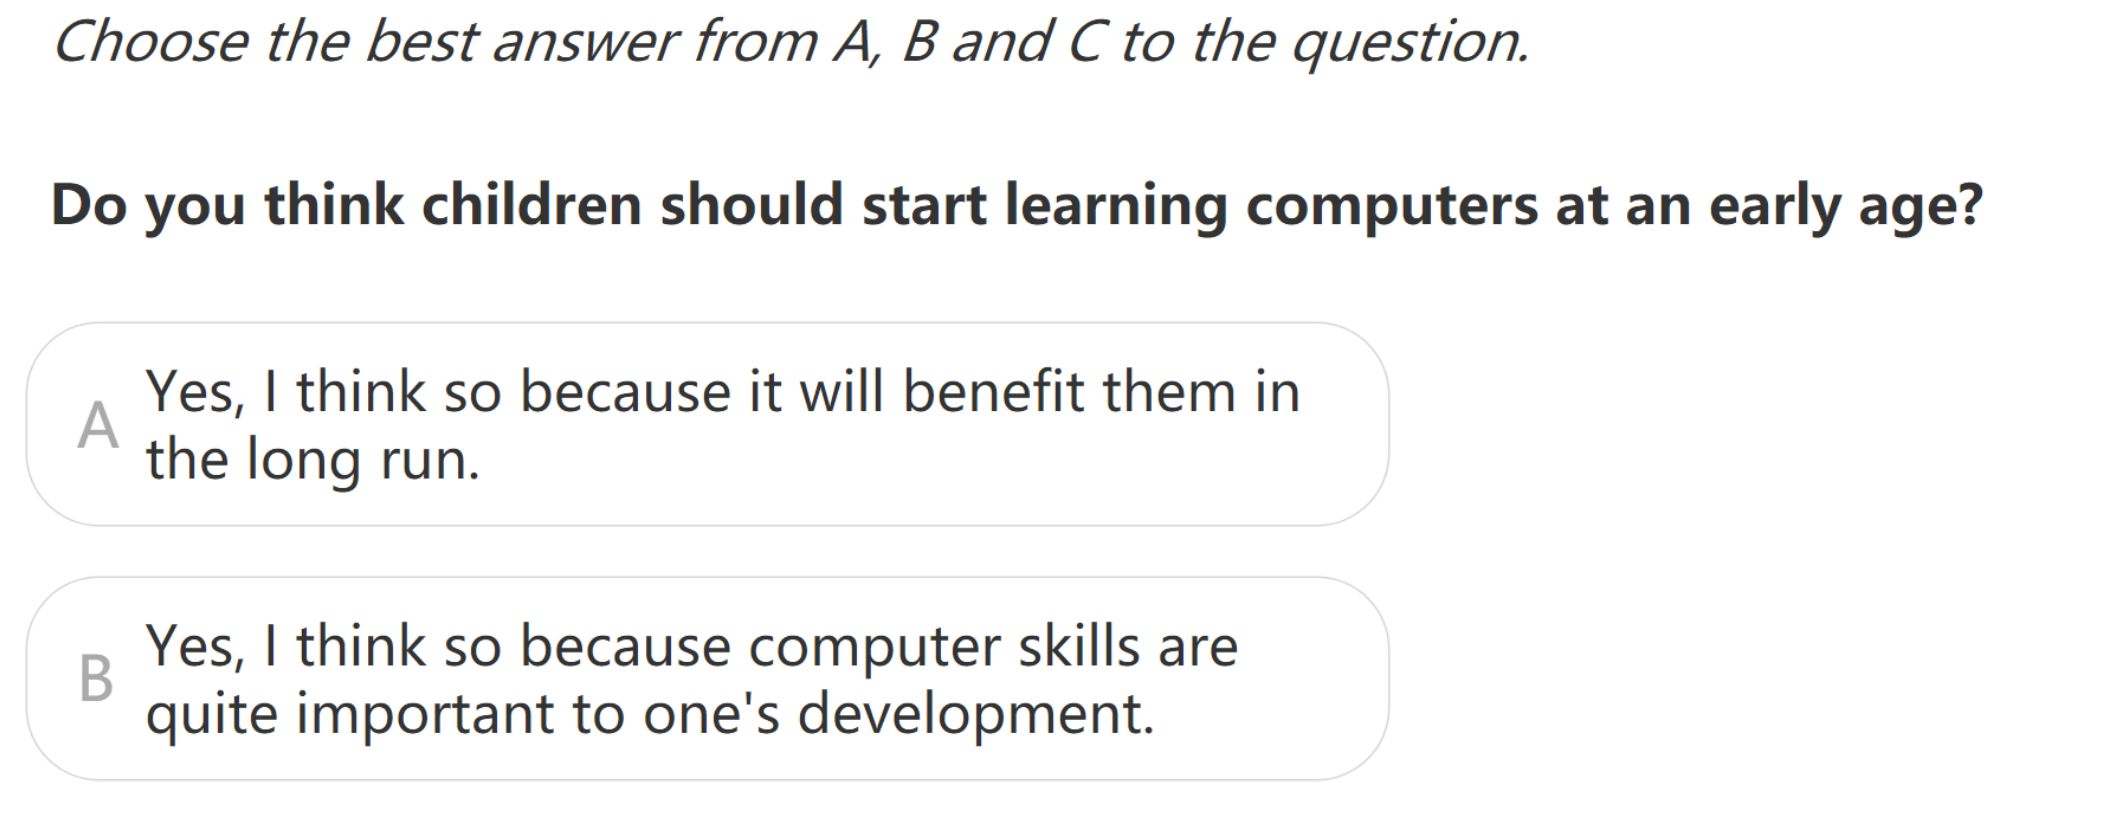 Choose the best answer from A, B and C to the question.
Do you think children should start learning computers at an early age?
A
Yes, I think so because it will benefit them in
the long run.
B
Yes, I think so because computer skills are
quite important to one's development.